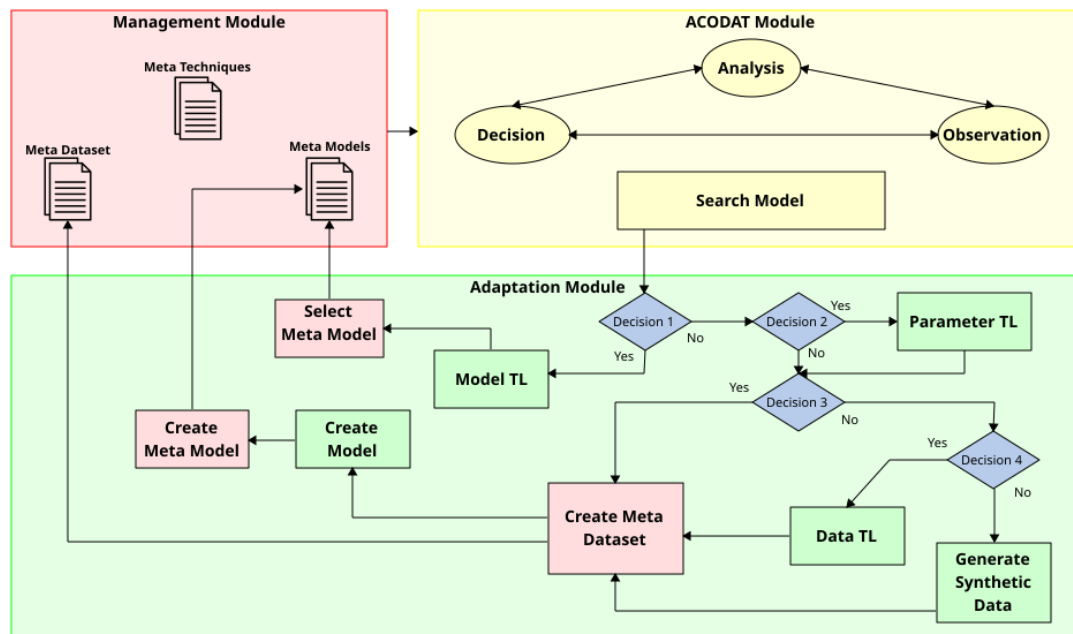 Management Module
ACODAT Module
Meta Techniques
Analysis
Meta Dataset
Meta Models
Decision
Observation
Search Model
Adaptation Module
Select
Meta Model
Decision 1
No
Yes
Decision 2
Yes
No
Parameter TL
Model TL
Yes
Decision 3
No
Create
Meta Model
Create
Model
Yes
Decision 4
No
Create Meta
Dataset
Data TL
Generate
Synthetic
Data